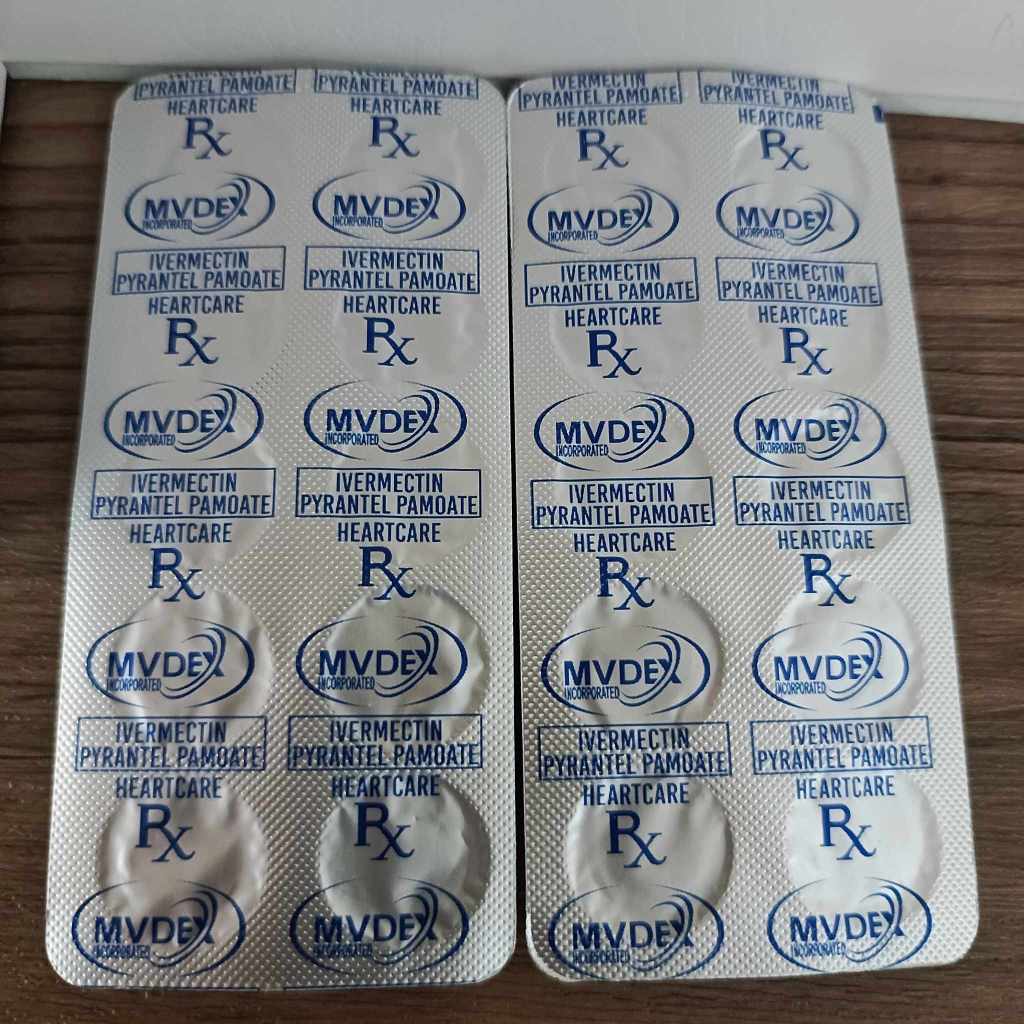 PYRANTEL PAMOATE PYRANTEL PAMOATE
HEARTCARE HEARTCARE
Rx Rx
MVDEX MVDEX
INCORPORATED INCORPORATED
IVERMECTIN IVERMECTIN
PYRANTEL PAMOATE PYRANTEL PAMOATE
HEARTCARE HEARTCARE
Rx Rx
MVDEX MVDEX
INCORPORATED INCORPORATED
IVERMECTIN IVERMECTIN
PYRANTEL PAMOATE PYRANTEL PAMOATE
HEARTCARE HEARTCARE
Rx Rx
MVDEX MVDEX
INCORPORATED INCORPORATED
IVERMECTIN IVERMECTIN
PYRANTEL PAMOATE PYRANTEL PAMOATE
HEARTCARE HEARTCARE
Rx Rx
MVDEX MVDEX
INCORPORATED INCORPORATED
IVERMECTIN IVERMECTIN
PYRANTEL PAMOATE PYRANTEL PAMOATE
HEARTCARE HEARTCARE
Rx Rx
MVDEX MVDEX
INCORPORATED INCORPORATED
IVERMECTIN IVERMECTIN
PYRANTEL PAMOATE PYRANTEL PAMOATE
HEARTCARE HEARTCARE
Rx Rx
MVDEX MVDEX
INCORPORATED INCORPORATED
IVERMECTIN IVERMECTIN
PYRANTEL PAMOATE PYRANTEL PAMOATE
HEARTCARE HEARTCARE
Rx Rx
MVDEX MVDEX
INCORPORATED INCORPORATED
IVERMECTIN IVERMECTIN
PYRANTEL PAMOATE PYRANTEL PAMOATE
HEARTCARE HEARTCARE
Rx Rx
MVDEX MVDEX
INCORPORATED INCORPORATED